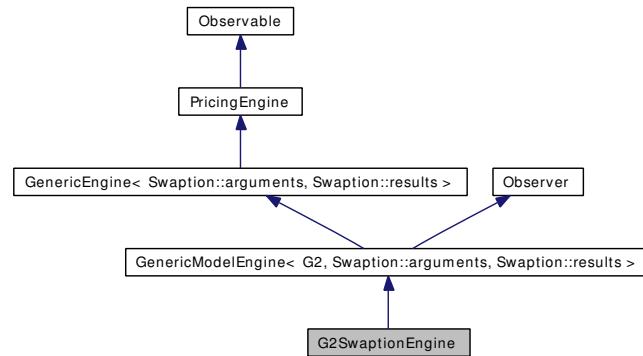 Observable
PricingEngine
GenericEngine< Swaption::arguments, Swaption::results >
Observer
GenericModelEngine< G2, Swaption::arguments, Swaption::results >
G2SwaptionEngine